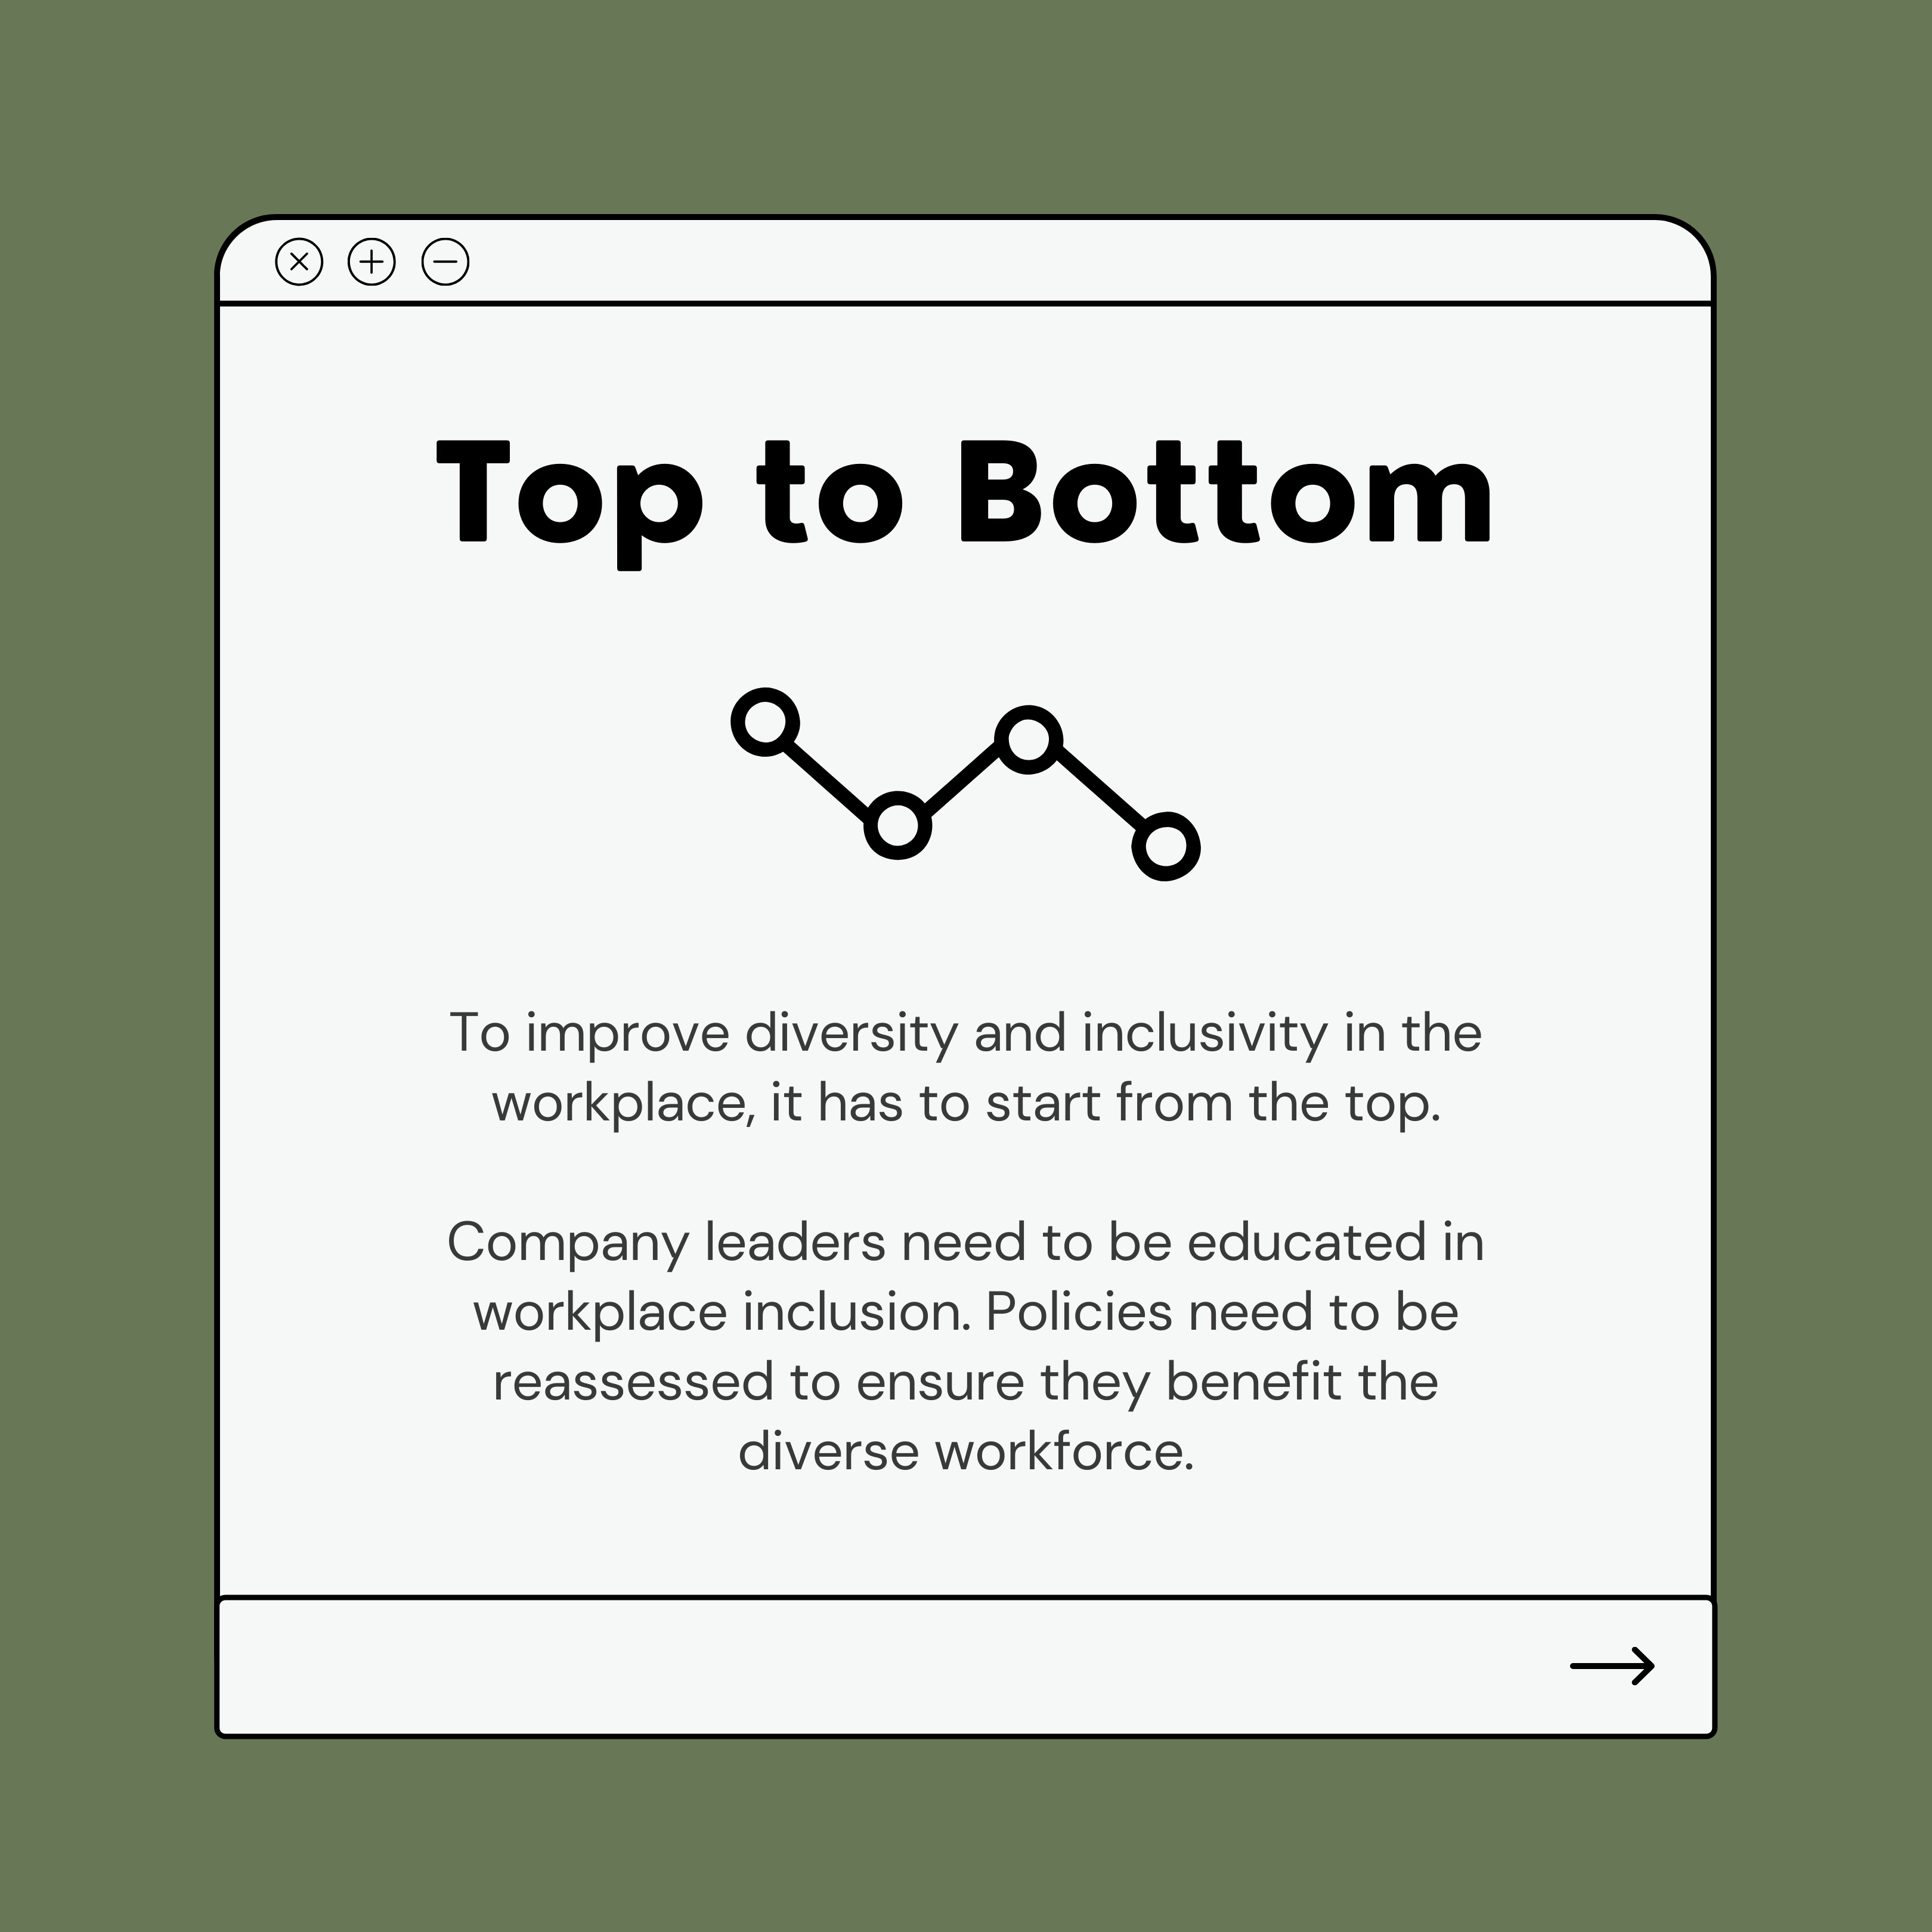 Top to Bottom
To improve diversity and inclusivity in the
workplace, it has to start from the top.
Company leaders need to be educated in
workplace inclusion. Policies need to be
reassessed to ensure they benefit the
diverse workforce.